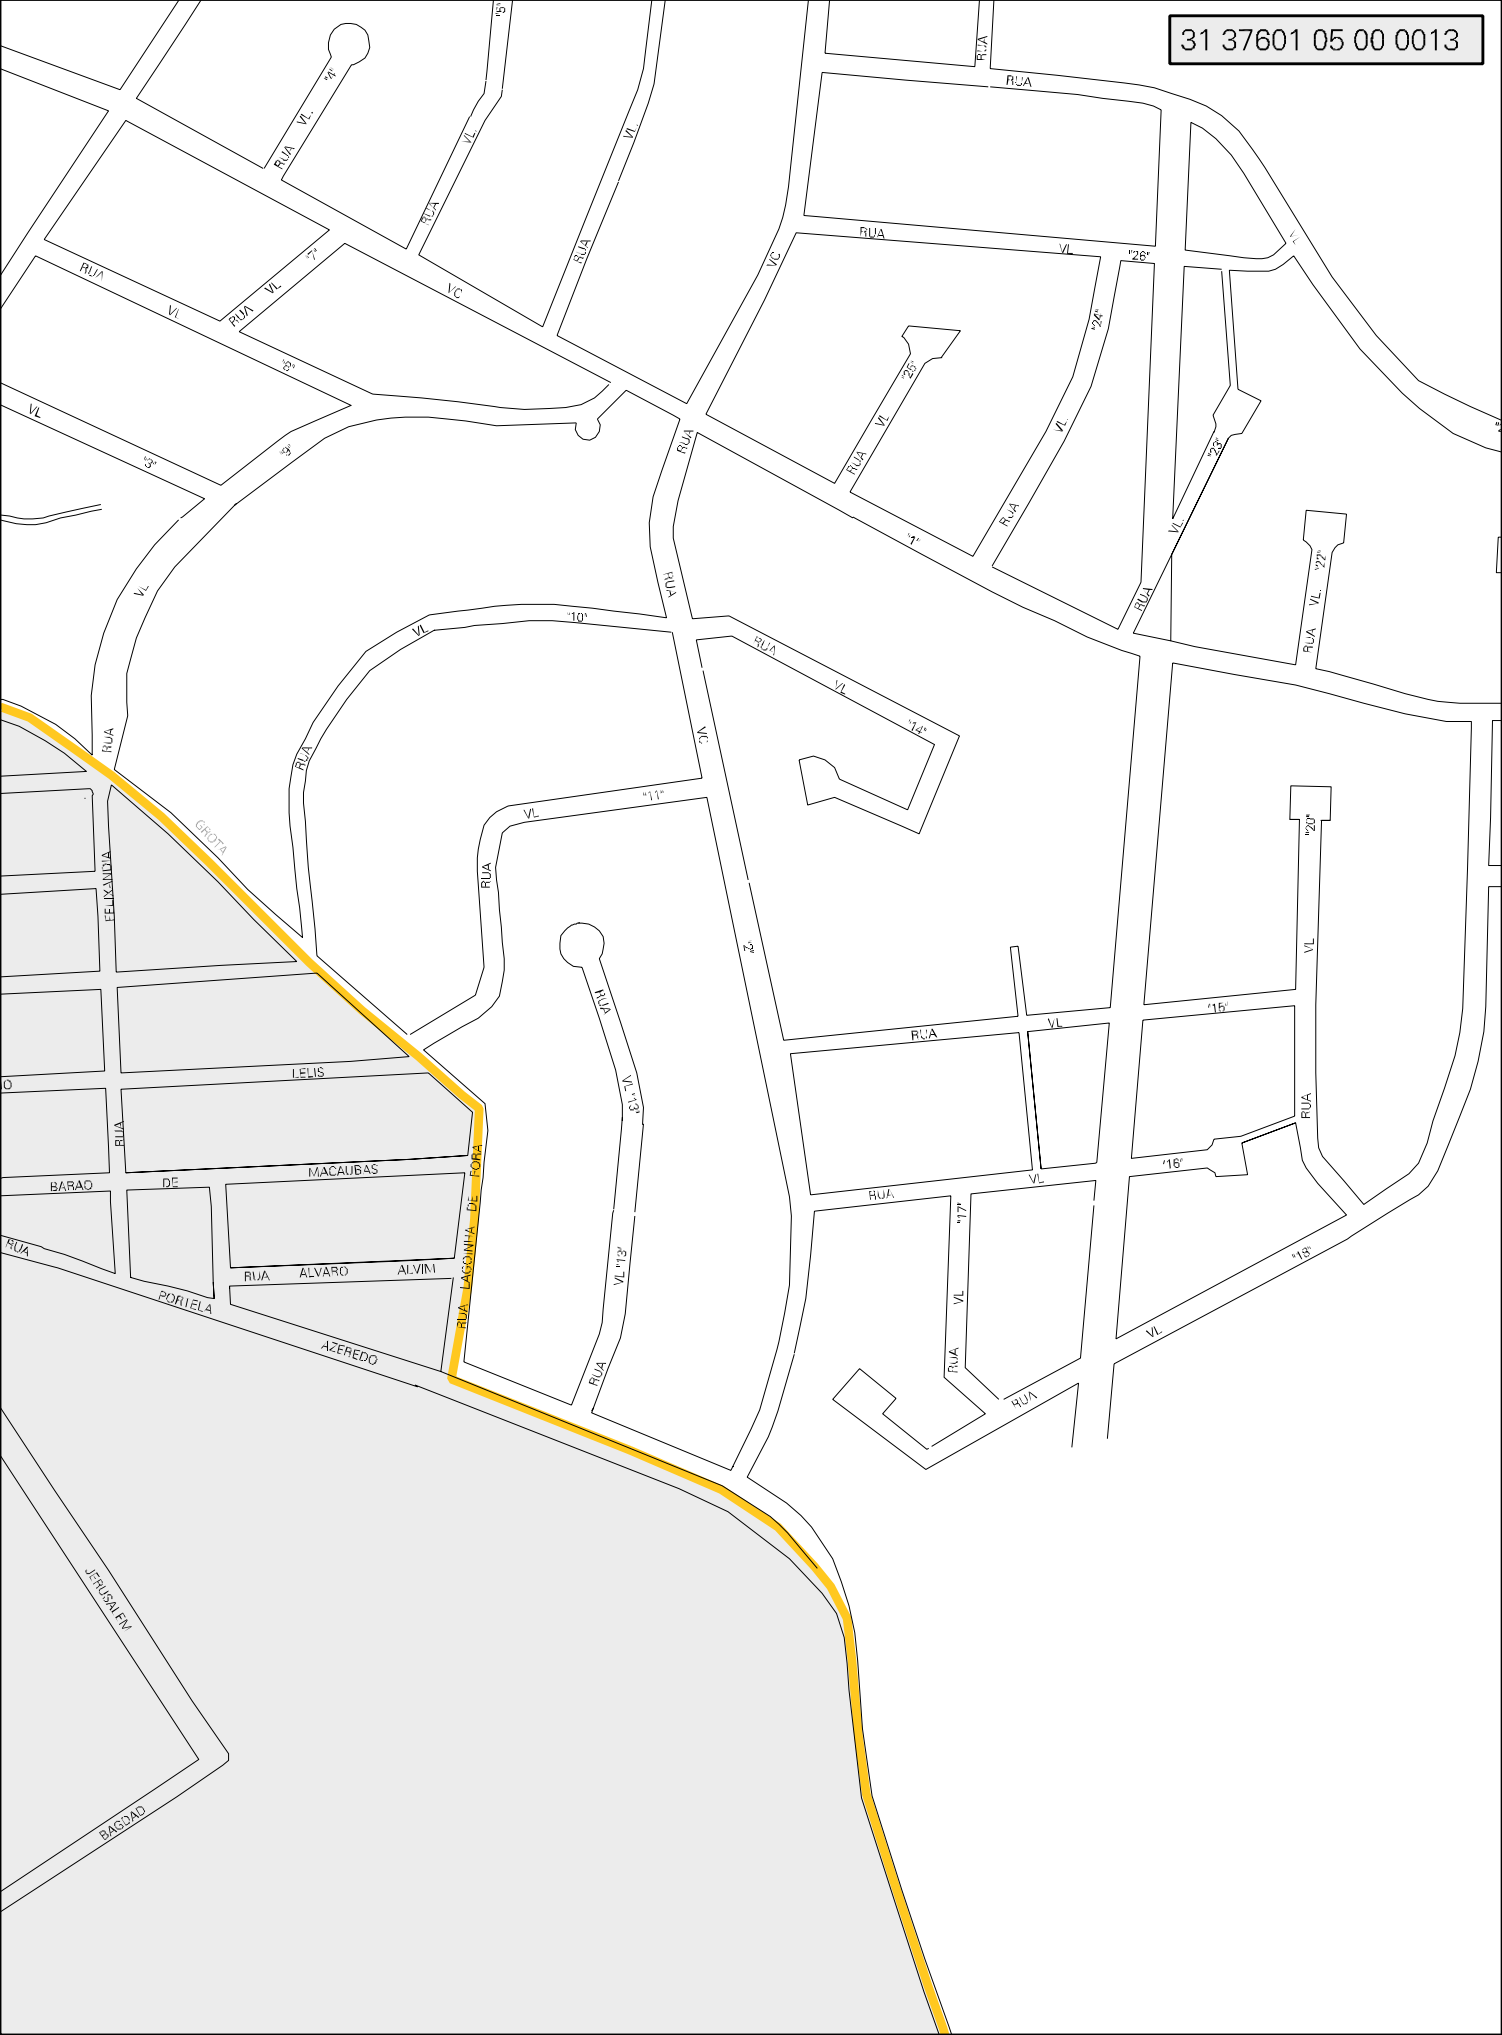 31 37601 05 00 0013
"5"
RUA
RUA
RUA VL. "4"
RUA VL.
RUA VL.
RUA VL "26"
VL
VC
RUA VL "7"
RUA VL "8"
VC
"1"
RUA VL "24"
RUA VL "25"
RUA VL. "23"
RUA VL. "22"
VL "3"
RUA VL "9"
RUA
RUA VL "10"
RUA VC "2"
RUA VL "14"
RUA VL "11"
GROTA
FELIXANDIA
RUA
RUA VL "20"
RUA VL "13"
VL "13"
RUA
RUA VL "15"
LELIS
RUA VL "16"
BARAO DE MACAUBAS
RUA LAGOINHA DE FORA
RUA VL "17"
RUA VL "18"
RUA ALVARO ALVIM
RUA PORTELA AZEREDO
JERUSALEM
BAGDAD